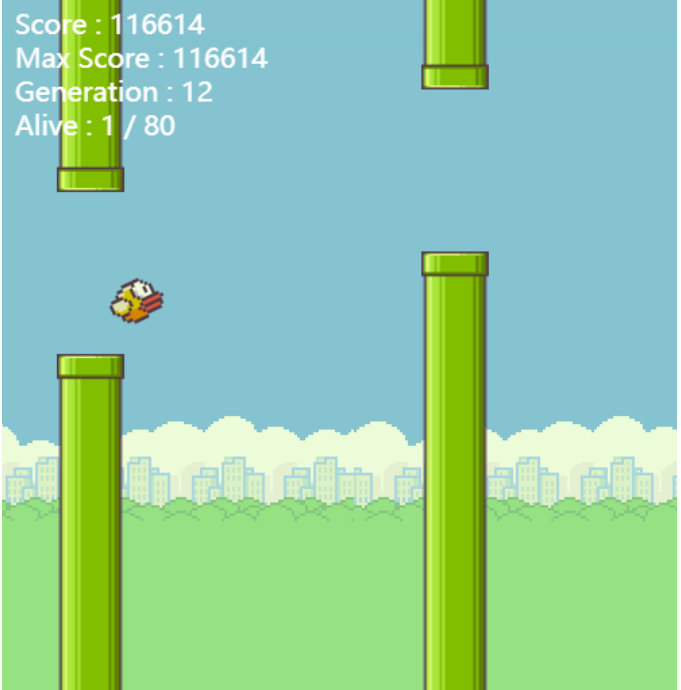 Score : 116614
Max Score : 116614
Generation : 12
Alive : 1 / 80